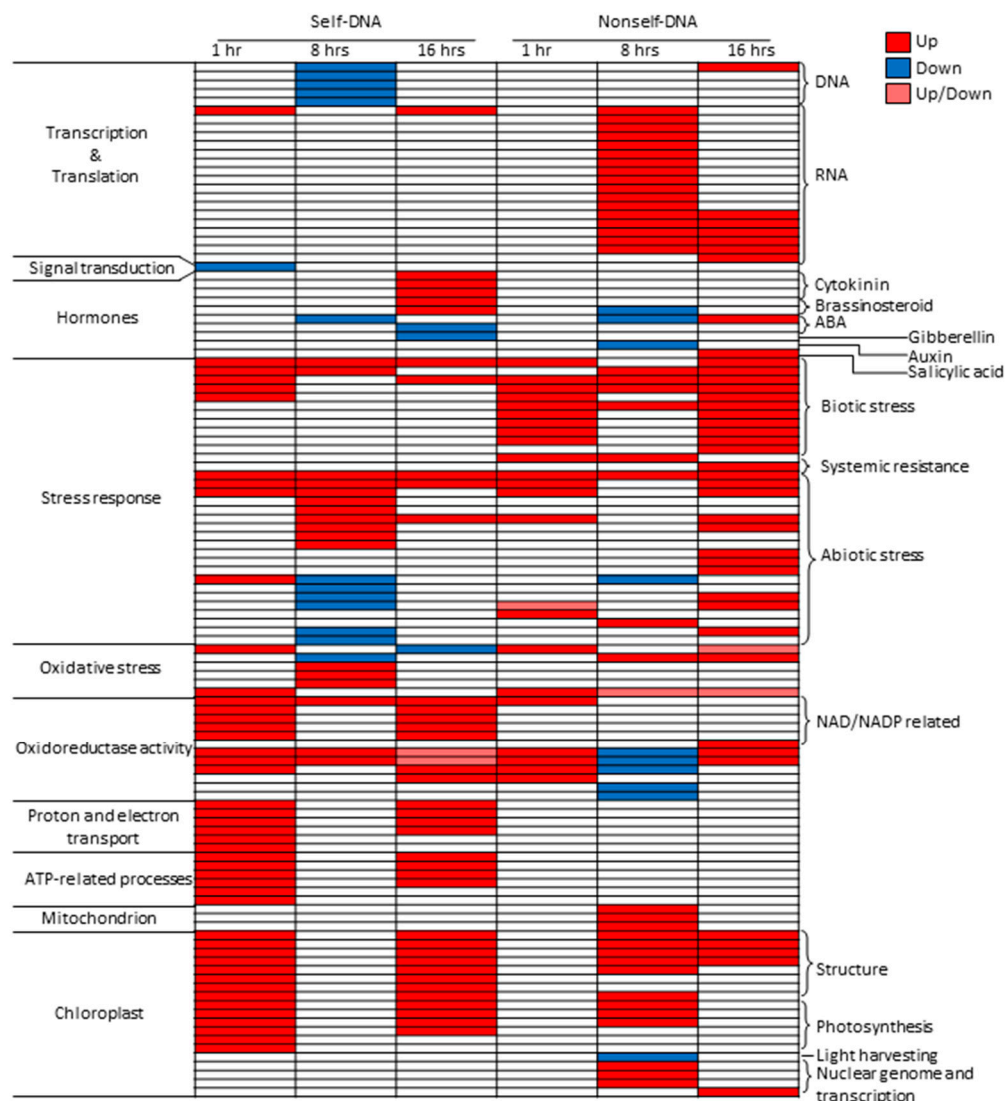 Self-DNA
Nonself-DNA
1 hr
8 hrs
16 hrs
1 hr
8 hrs
16 hrs
Up
Down
Up/Down
Transcription
&
Translation
Signal transduction
Hormones
Stress response
Oxidative stress
Oxidoreductase activity
Proton and electron
transport
ATP-related processes
Mitochondrion
Chloroplast
DNA
RNA
Cytokinin
Brassinosteroid
ABA
Gibberellin
Auxin
Salicylic acid
Biotic stress
Systemic resistance
Abiotic stress
NAD/NADP related
Structure
Photosynthesis
Light harvesting
Nuclear genome and
transcription